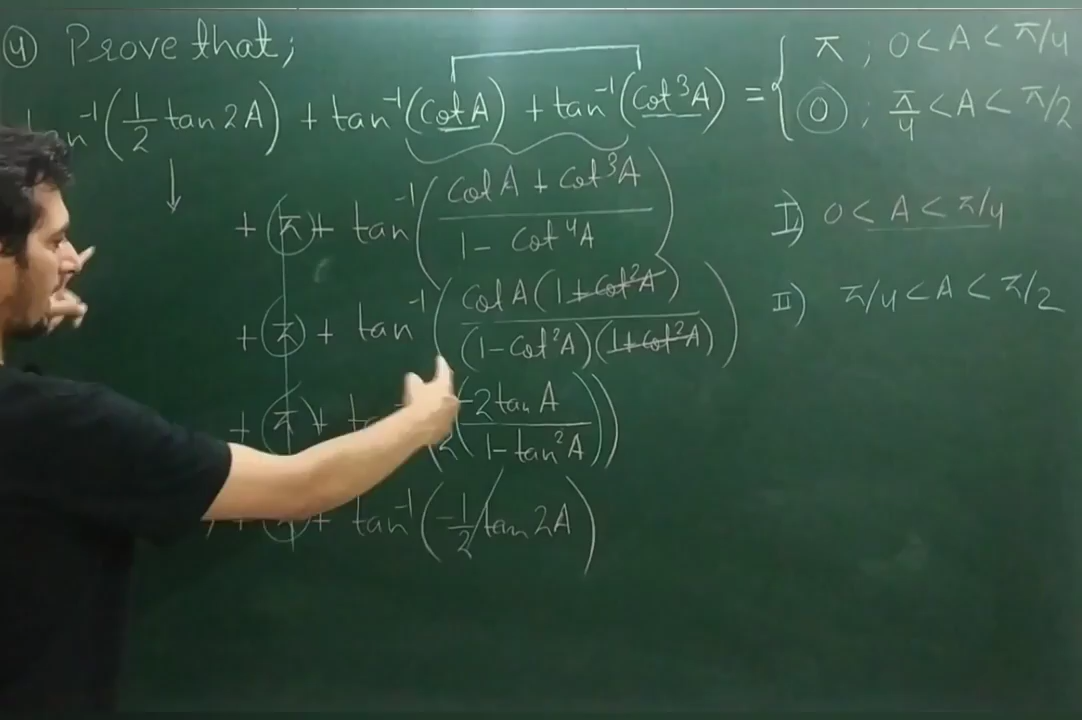 4 Prove that;
n⁻¹(1/2 tan 2A) + tan⁻¹(Cot A) + tan⁻¹(Cot³A) = { π ; 0 < A < π/4
0 ; π/4 < A < π/2
+ π + tan⁻¹((Cot A + Cot³A)/(1 - Cot⁴A))
I) 0 < A < π/4
+ π + tan⁻¹((Cot A (1 + Cot²A))/((1 - Cot²A)(1 + Cot²A)))
II) π/4 < A < π/2
+ π + (-2 tan A / 2(1 - tan²A))
+ tan⁻¹(-1/2 tan 2A)